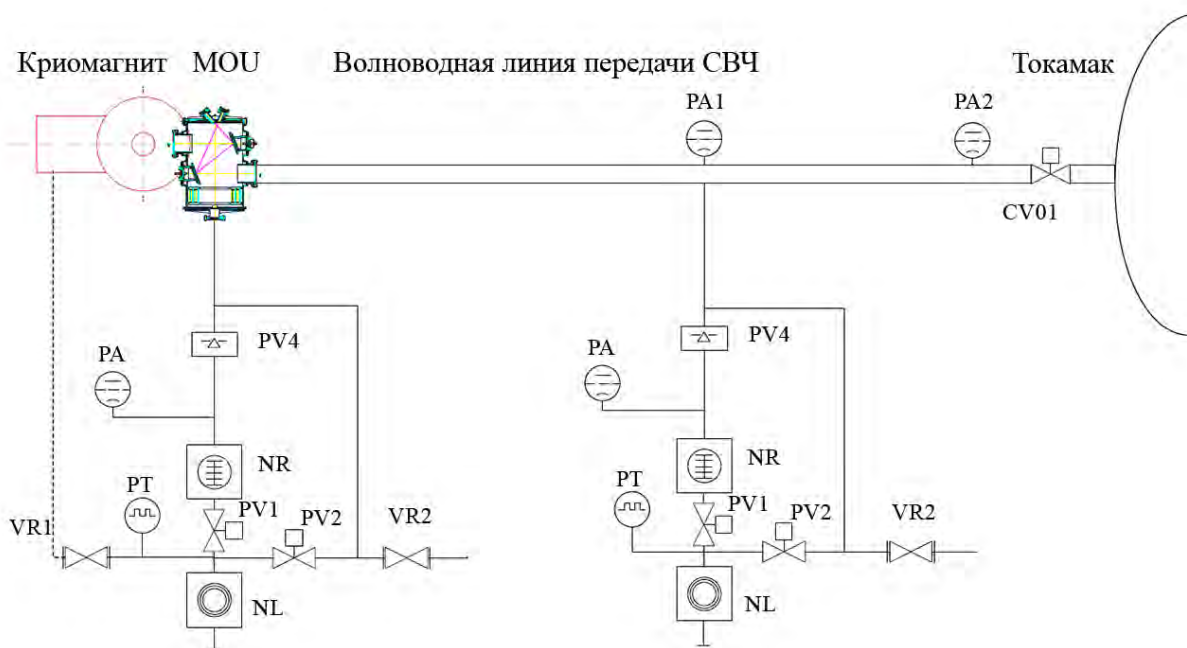 Криомагнит MOU Волноводная линия передачи СВЧ Токамак
PA1 PA2
CV01
PV4 PV4
PA PA
NR NR
PT PV1 PT PV1
VR1 PV2 VR2 PV2 VR2
NL NL